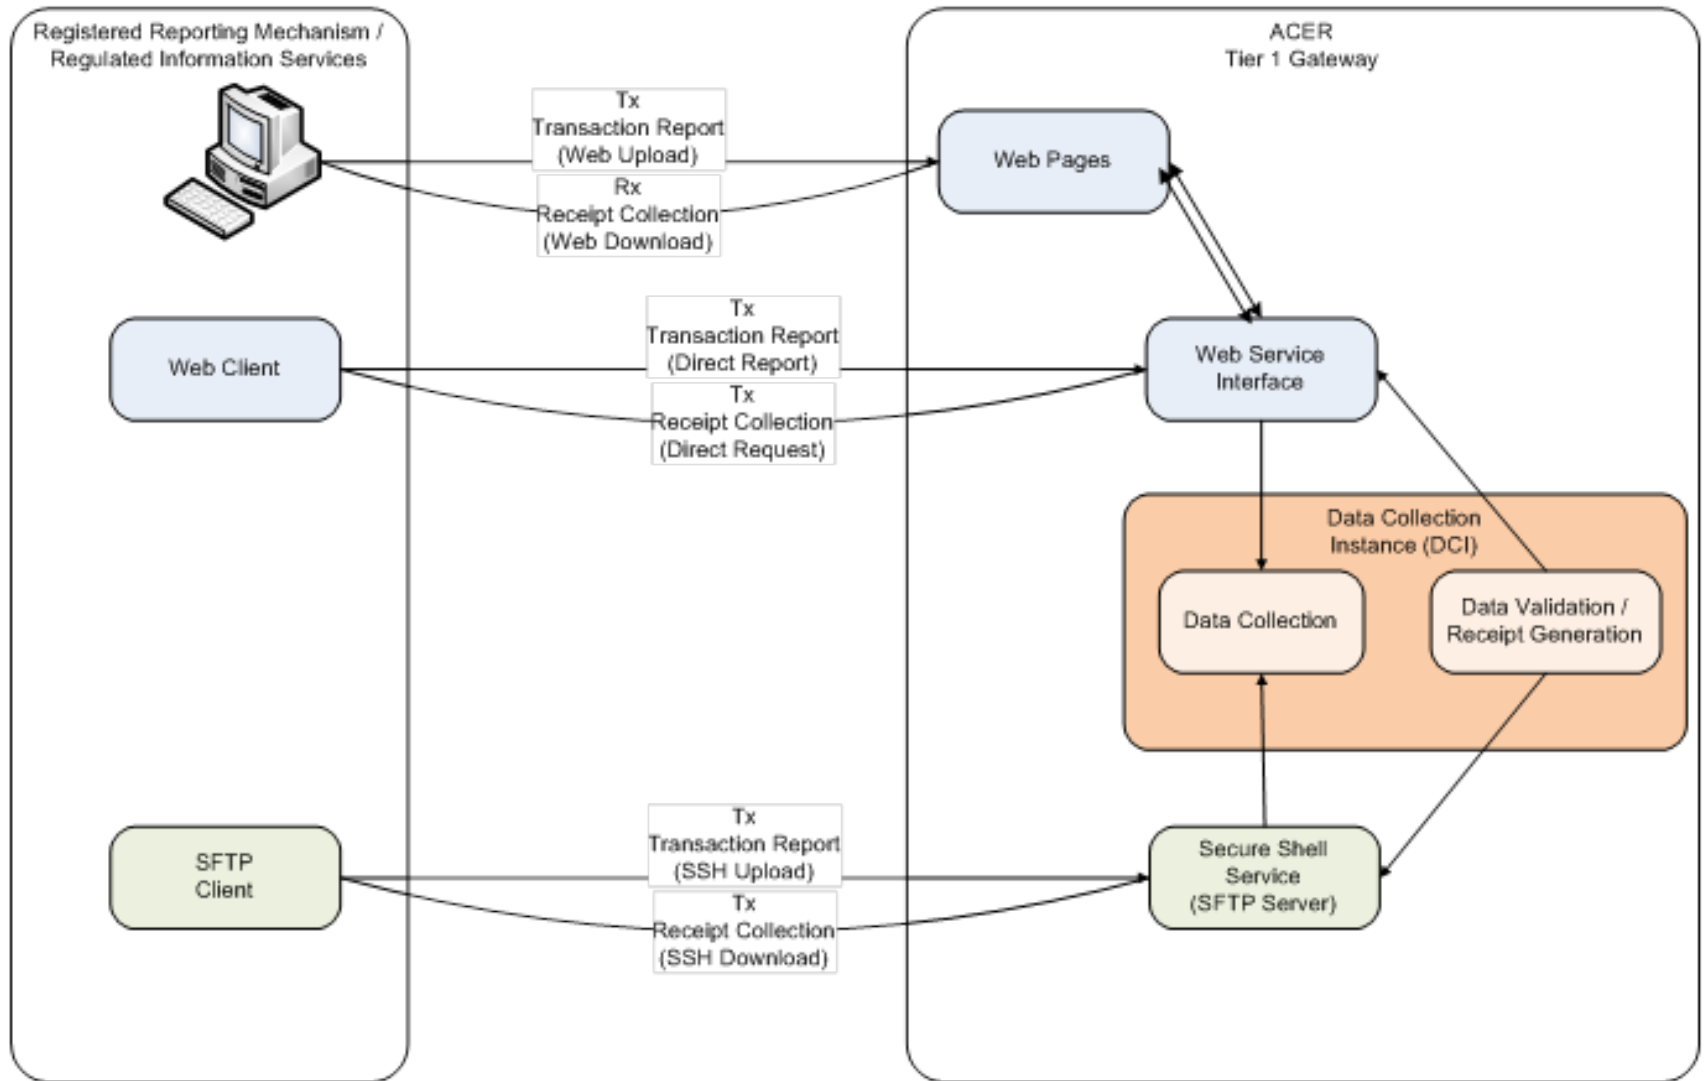 Registered Reporting Mechanism /
Regulated Information Services
ACER
Tier 1 Gateway
Tx
Transaction Report
(Web Upload)
Rx
Receipt Collection
(Web Download)
Web Pages
Web Client
Tx
Transaction Report
(Direct Report)
Tx
Receipt Collection
(Direct Request)
Web Service
Interface
Data Collection
Instance (DCI)
Data Collection
Data Validation /
Receipt Generation
SFTP
Client
Tx
Transaction Report
(SSH Upload)
Tx
Receipt Collection
(SSH Download)
Secure Shell
Service
(SFTP Server)